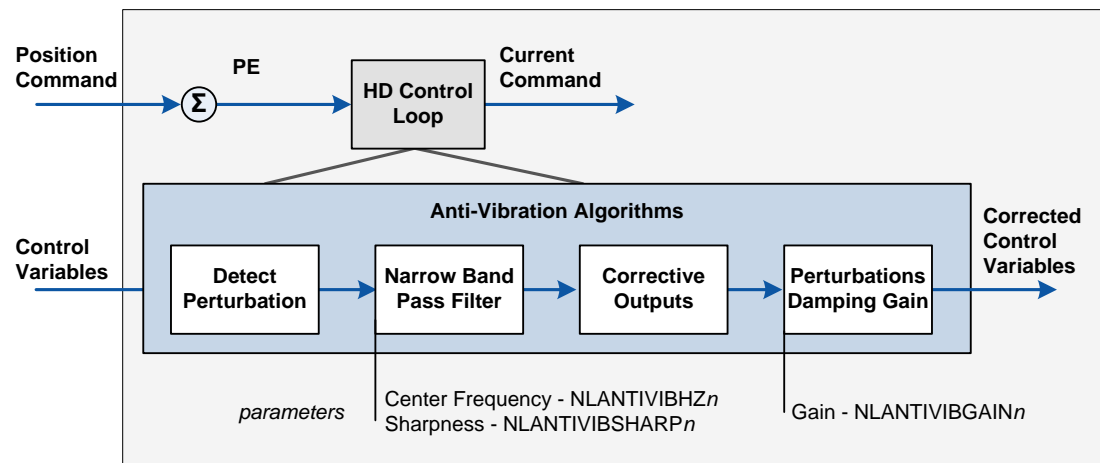 Position
Command
Σ
PE
HD Control
Loop
Current
Command
Anti-Vibration Algorithms
Control
Variables
Detect
Perturbation
Narrow Band
Pass Filter
Corrective
Outputs
Perturbations
Damping Gain
Corrected
Control
Variables
parameters
Center Frequency - NLANTIVIBHZn
Sharpness - NLANTIVIBSHARPn
Gain - NLANTIVIBGAINn